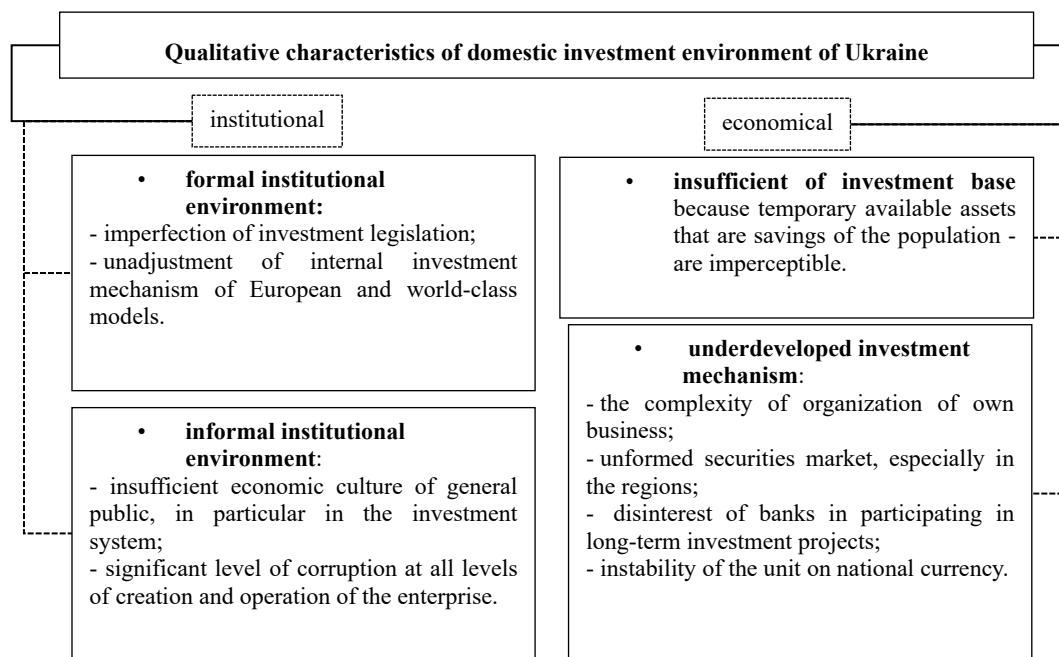 Qualitative characteristics of domestic investment environment of Ukraine
institutional
• formal institutional
environment:
- imperfection of investment legislation;
- unadjustment of internal investment
mechanism of European and world-class
models.
• informal institutional
environment:
- insufficient economic culture of general
public, in particular in the investment
system;
- significant level of corruption at all levels
of creation and operation of the enterprise.
economical
• insufficient of investment base
because temporary available assets
that are savings of the population -
are imperceptible.
• underdeveloped investment
mechanism:
- the complexity of organization of own
business;
- unformed securities market, especially in
the regions;
- disinterest of banks in participating in
long-term investment projects;
- instability of the unit on national currency.